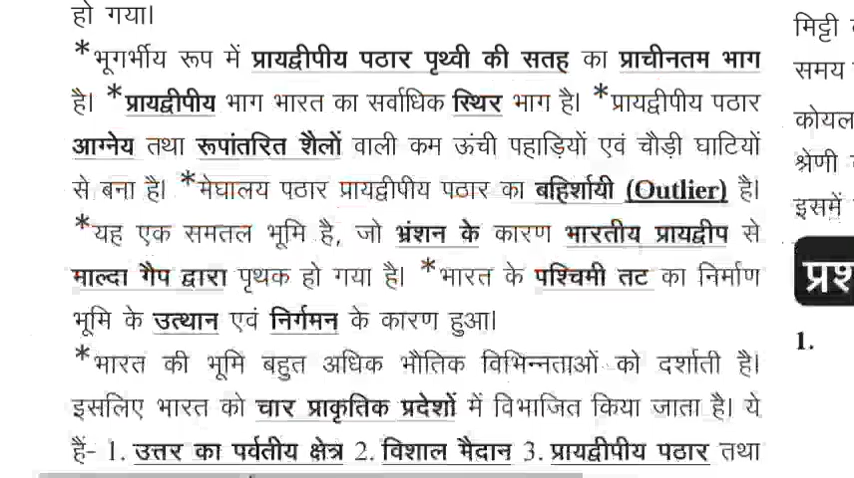 हो गया।
*भूगर्भीय रूप में प्रायद्वीपीय पठार पृथ्वी की सतह का प्राचीनतम भाग
है। *प्रायद्वीपीय भाग भारत का सर्वाधिक स्थिर भाग है। *प्रायद्वीपीय पठार
आग्नेय तथा रूपांतरित शैलों वाली कम ऊंची पहाड़ियों एवं चौड़ी घाटियों
से बना है। *मेघालय पठार प्रायद्वीपीय पठार का बहिर्शायी (Outlier) है।
*यह एक समतल भूमि है, जो भ्रंशन के कारण भारतीय प्रायद्वीप से
माल्दा गैप द्वारा पृथक हो गया है। *भारत के पश्चिमी तट का निर्माण
भूमि के उत्थान एवं निर्गमन के कारण हुआ।
*भारत की भूमि बहुत अधिक भौतिक विभिन्नताओं को दर्शाती है।
इसलिए भारत को चार प्राकृतिक प्रदेशों में विभाजित किया जाता है। ये
हैं- 1. उत्तर का पर्वतीय क्षेत्र 2. विशाल मैदान 3. प्रायद्वीपीय पठार तथा
मिट्टी
समय
कोयल
श्रेणी
इसमें
प्रश
1.